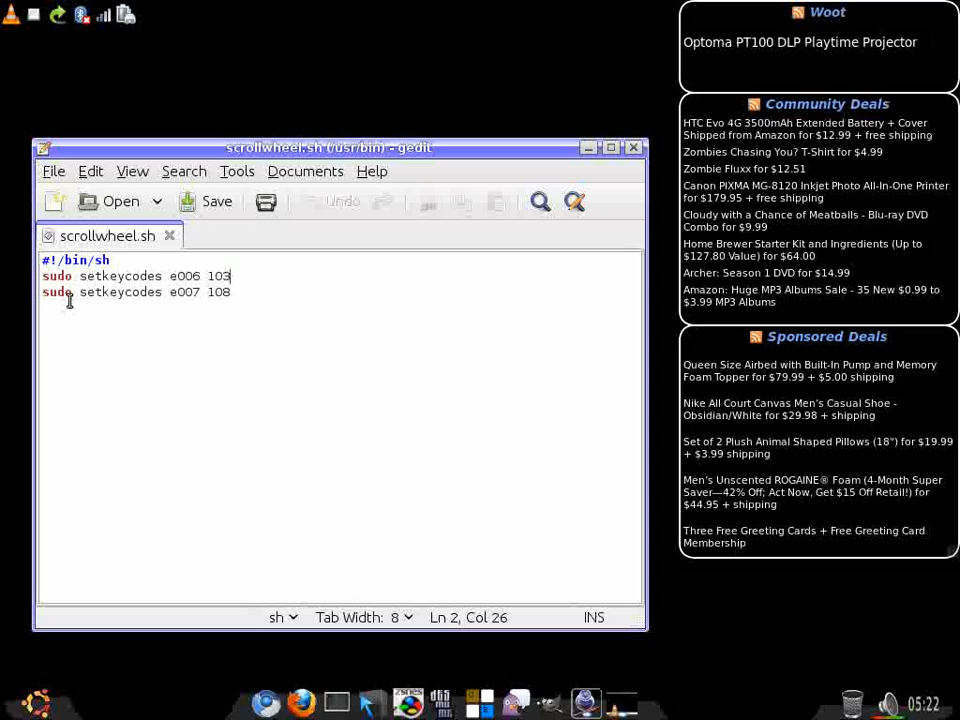 Woot
Optoma PT100 DLP Playtime Projector
Community Deals
HTC Evo 4G 3500mAh Extended Battery + Cover
Shipped from Amazon for $12.99 + free shipping
Zombies Chasing You? T-Shirt for $4.99
Zombie Fluxx for $12.51
Canon PIXMA MG-8120 Inkjet Photo All-In-One Printer
for $179.95 + free shipping
Cloudy with a Chance of Meatballs - Blu-ray DVD
Combo for $9.99
Home Brewer Starter Kit and Ingredients (Up to
$127.80 Value) for $64.00
Archer: Season 1 DVD for $14.99
Amazon: Huge MP3 Albums Sale - 35 New $0.99 to
$3.99 MP3 Albums
Sponsored Deals
Queen Size Airbed with Built-In Pump and Memory
Foam Topper for $79.99 + $5.00 shipping
Nike All Court Canvas Men's Casual Shoe -
Obsidian/White for $29.98 + shipping
Set of 2 Plush Animal Shaped Pillows (18") for $19.99
+ $3.99 shipping
Men's Unscented ROGAINE® Foam (4-Month Super
Saver—42% Off; Act Now, Get $15 Off Retail!) for
$44.95 + shipping
Three Free Greeting Cards + Free Greeting Card
Membership
scrollwheel.sh (/usr/bin) - gedit
File Edit View Search Tools Documents Help
Open Save Undo
scrollwheel.sh
#!/bin/sh
sudo setkeycodes e006 103
sudo setkeycodes e007 108
sh Tab Width: 8 Ln 2, Col 26 INS
zsnes
05:22